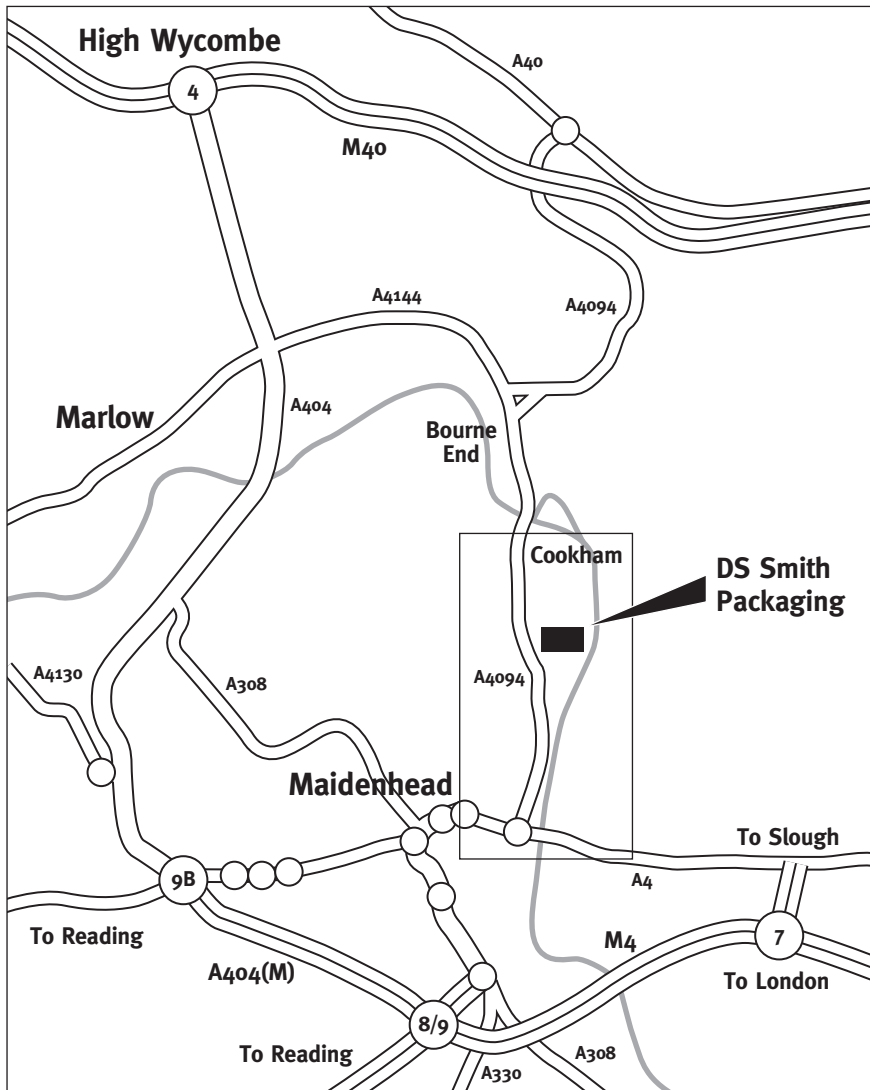 High Wycombe
A40
4
M40
A4144
A4094
Marlow
A404
Bourne
End
Cookham
DS Smith
Packaging
A4130
A308
A4094
Maidenhead
To Slough
9B
A4
To Reading
M4
7
A404(M)
To London
8/9
To Reading
A308
A330